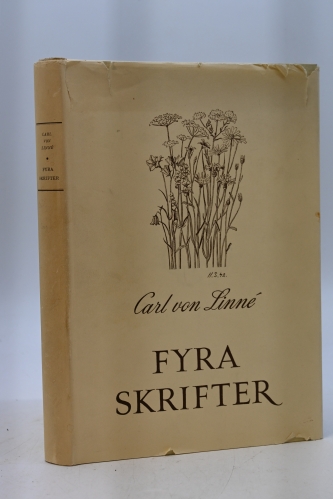 CARL
VON
LINNÉ
FYRA
SKRIFTER
Carl von Linné
FYRA
SKRIFTER